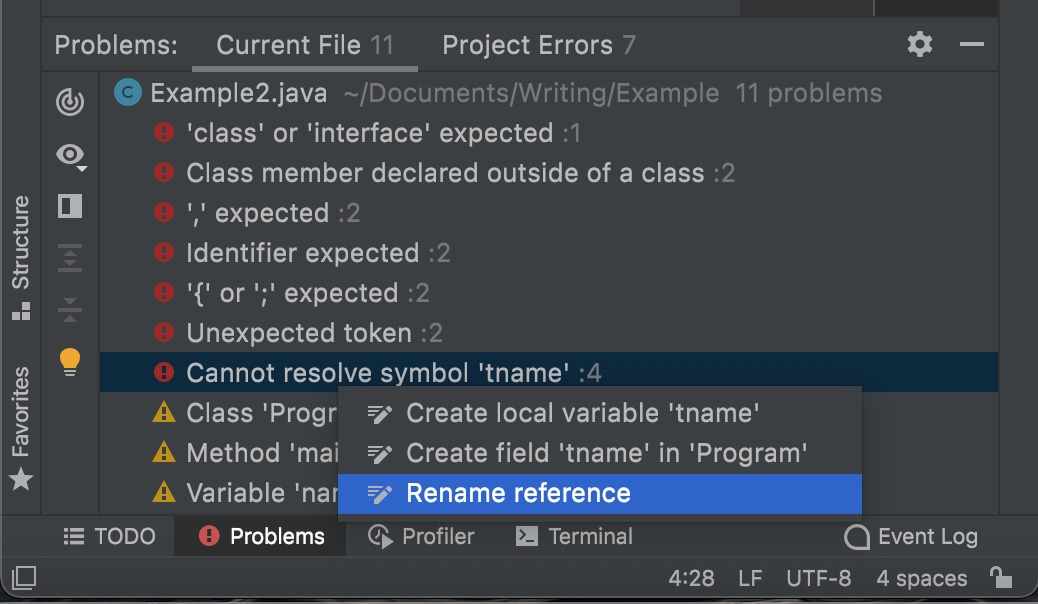 Problems: Current File 11 Project Errors 7
C Example2.java ~/Documents/Writing/Example 11 problems
'class' or 'interface' expected :1
Class member declared outside of a class :2
',' expected :2
Identifier expected :2
'{' or ';' expected :2
Unexpected token :2
Cannot resolve symbol 'tname' :4
Class 'Progr
Method 'mai
Variable 'nar
Create local variable 'tname'
Create field 'tname' in 'Program'
Rename reference
Structure
Favorites
TODO Problems Profiler Terminal Event Log
4:28 LF UTF-8 4 spaces